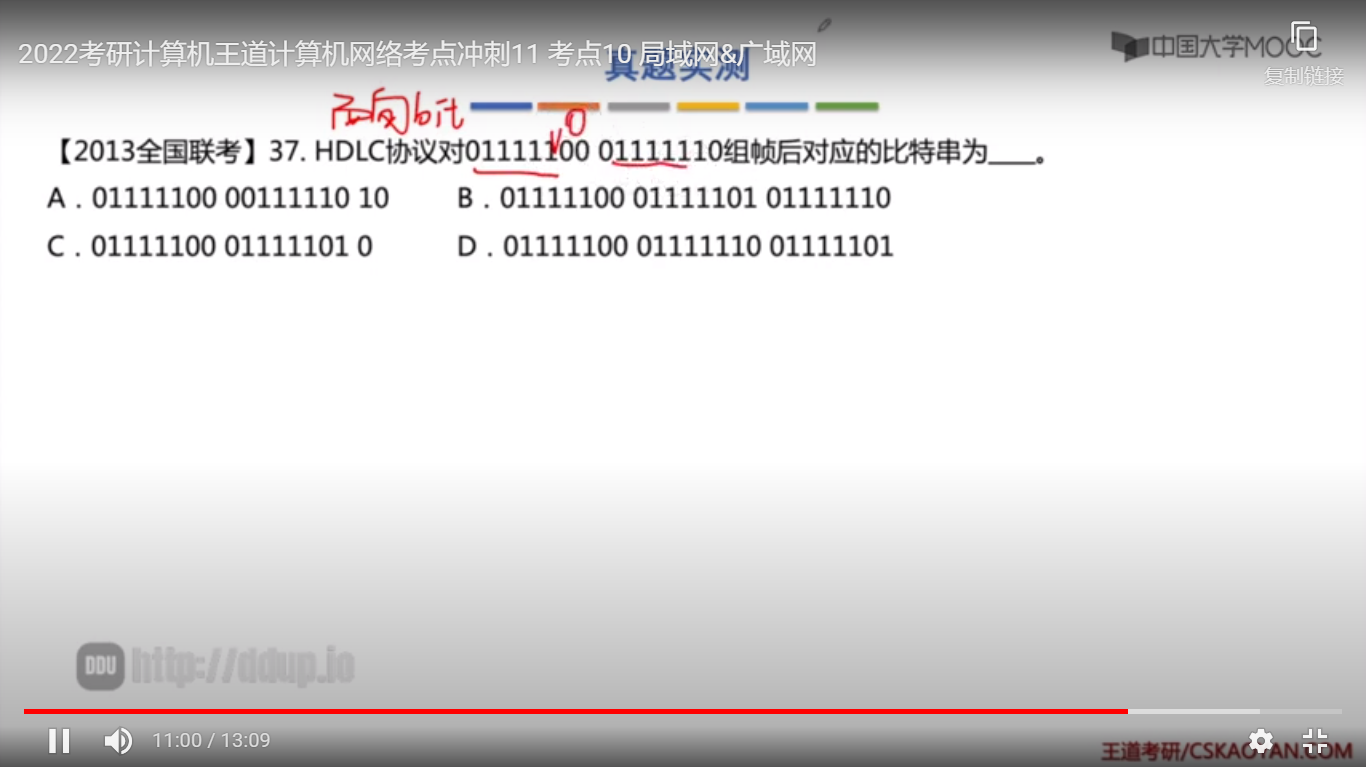 2022考研计算机王道计算机网络考点冲刺11 考点10 局域网&广域网
真题实测
中国大学MOOC
复制链接
面向bit
0
【2013全国联考】37. HDLC协议对01111100 01111110组帧后对应的比特串为____。
A．01111100 00111110 10
B．01111100 01111101 01111110
C．01111100 01111101 0
D．01111100 01111110 01111101
DDU http://ddup.io
11:00 / 13:09
王道考研/CSKAOYAN.COM